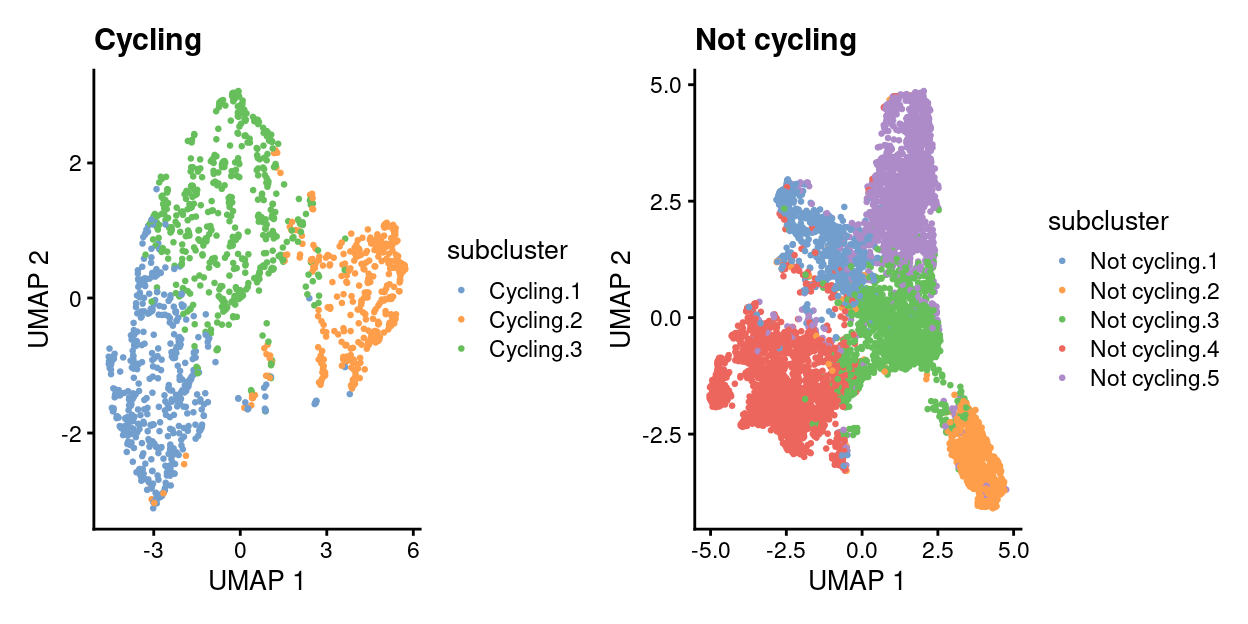 Cycling
2
0
-2
UMAP 2
-3
0
3
6
UMAP 1
subcluster
Cycling.1
Cycling.2
Cycling.3
Not cycling
5.0
2.5
0.0
-2.5
UMAP 2
-5.0
-2.5
0.0
2.5
5.0
UMAP 1
subcluster
Not cycling.1
Not cycling.2
Not cycling.3
Not cycling.4
Not cycling.5